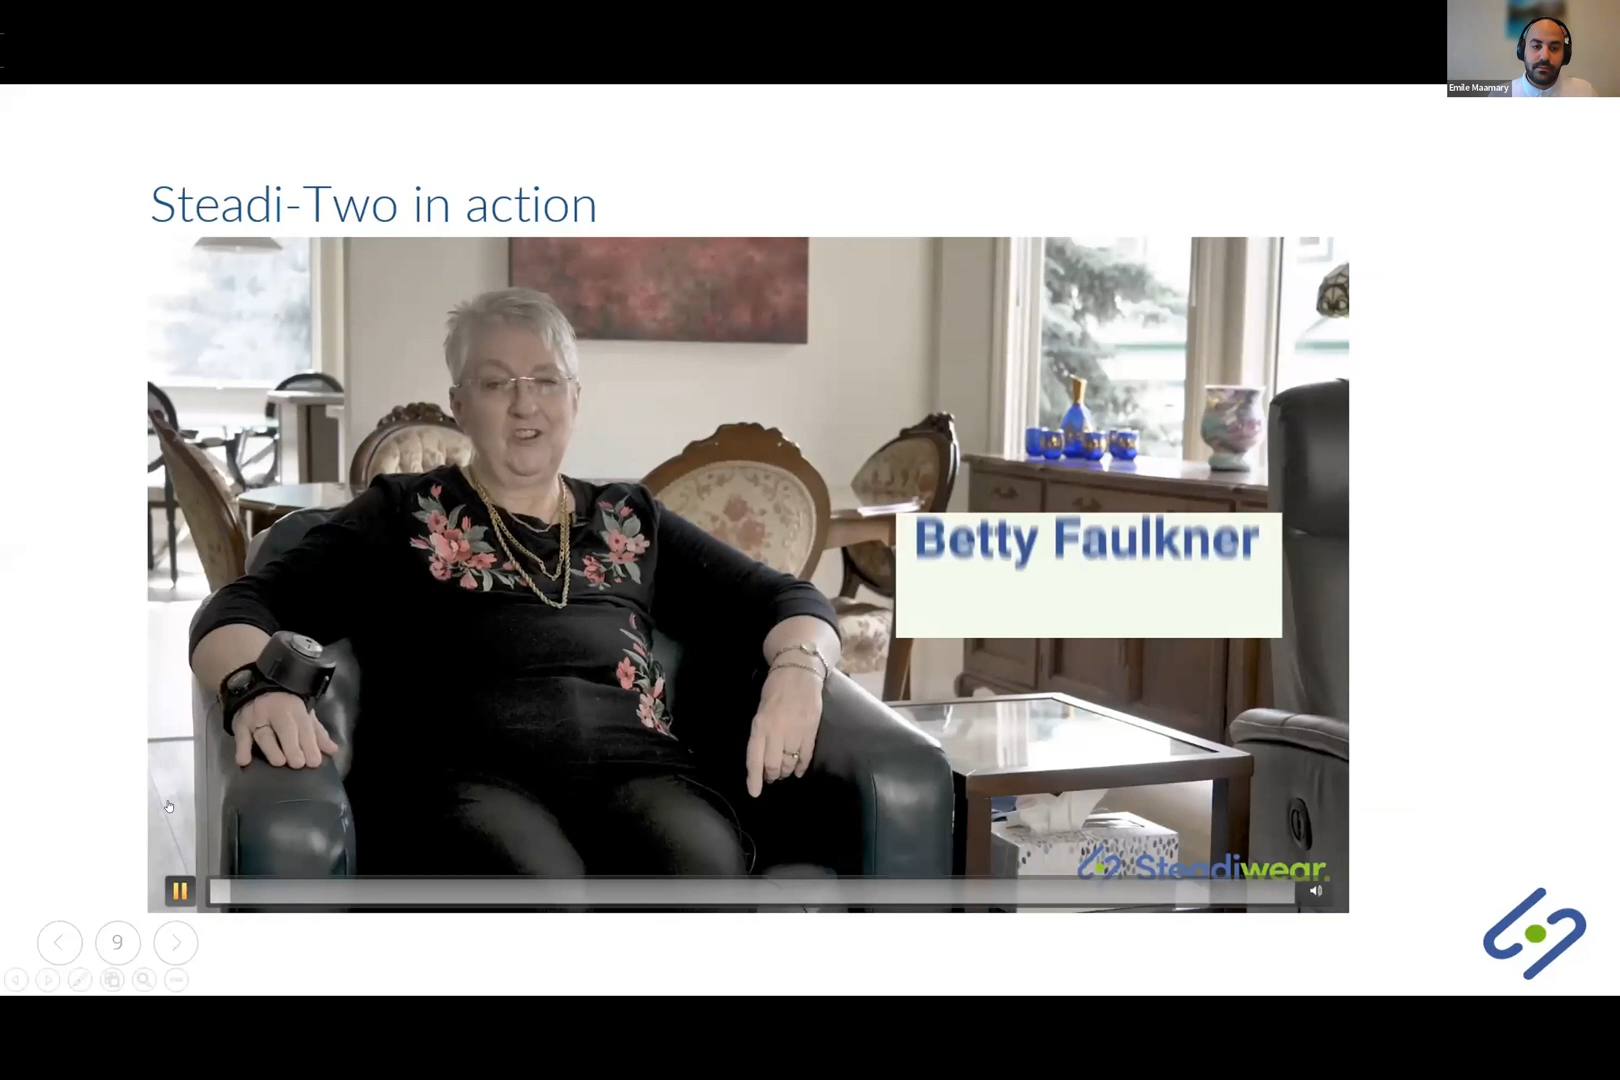 Emile Maamary
Steadi-Two in action
Betty Faulkner
Steadiwear.
9